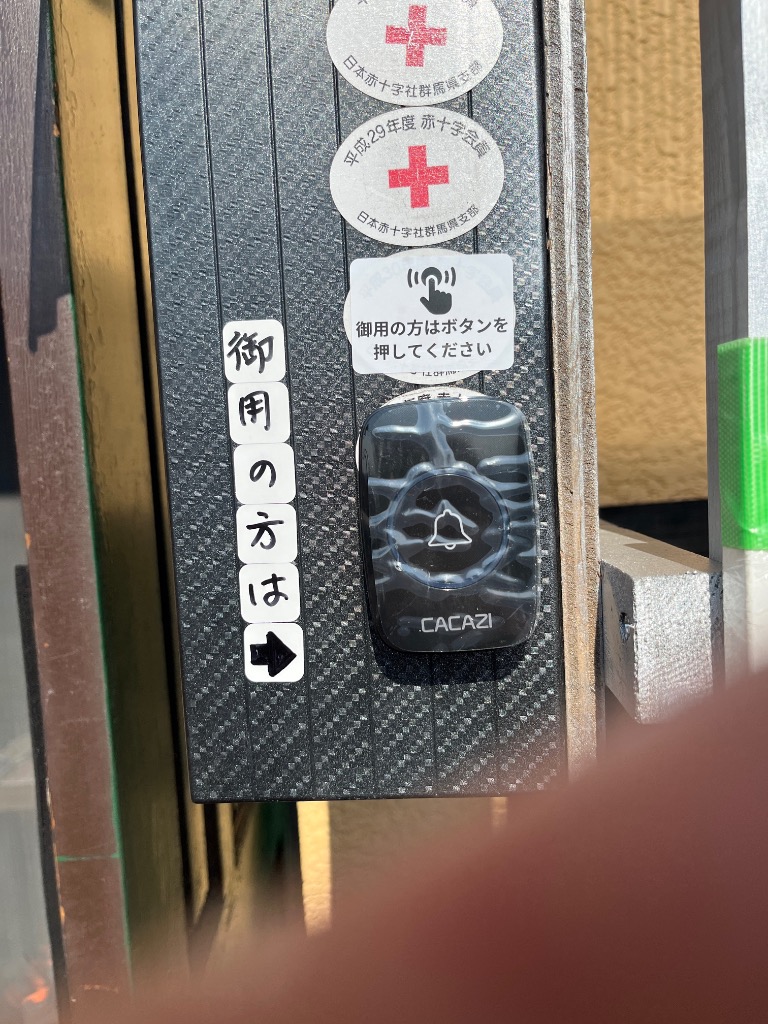 日本赤十字社群馬県支部
平成29年度 赤十字会員
日本赤十字社群馬県支部
御用の方はボタンを
押してください
御用の方は➡
CACAZI